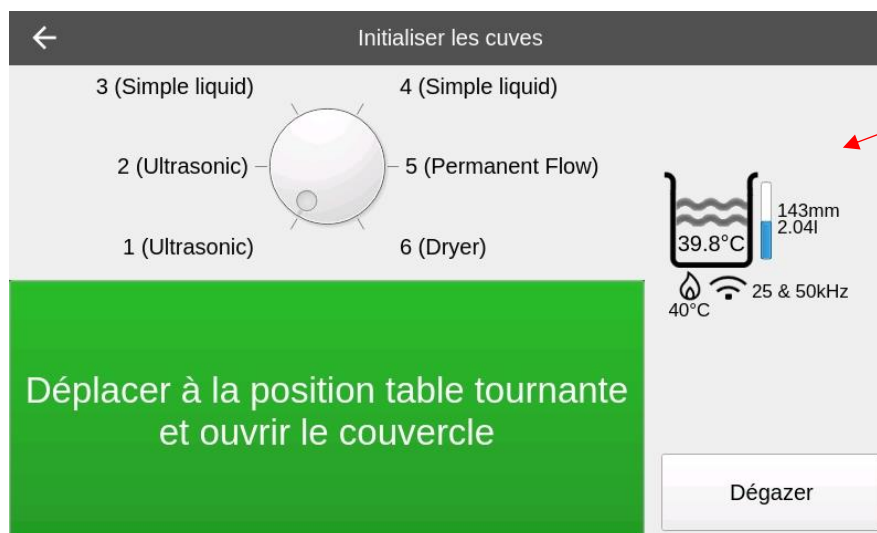 Initialiser les cuves
3 (Simple liquid)
4 (Simple liquid)
2 (Ultrasonic)
5 (Permanent Flow)
1 (Ultrasonic)
6 (Dryer)
143mm
2.04l
39.8°C
25 & 50kHz
40°C
Déplacer à la position table tournante
et ouvrir le couvercle
Dégazer